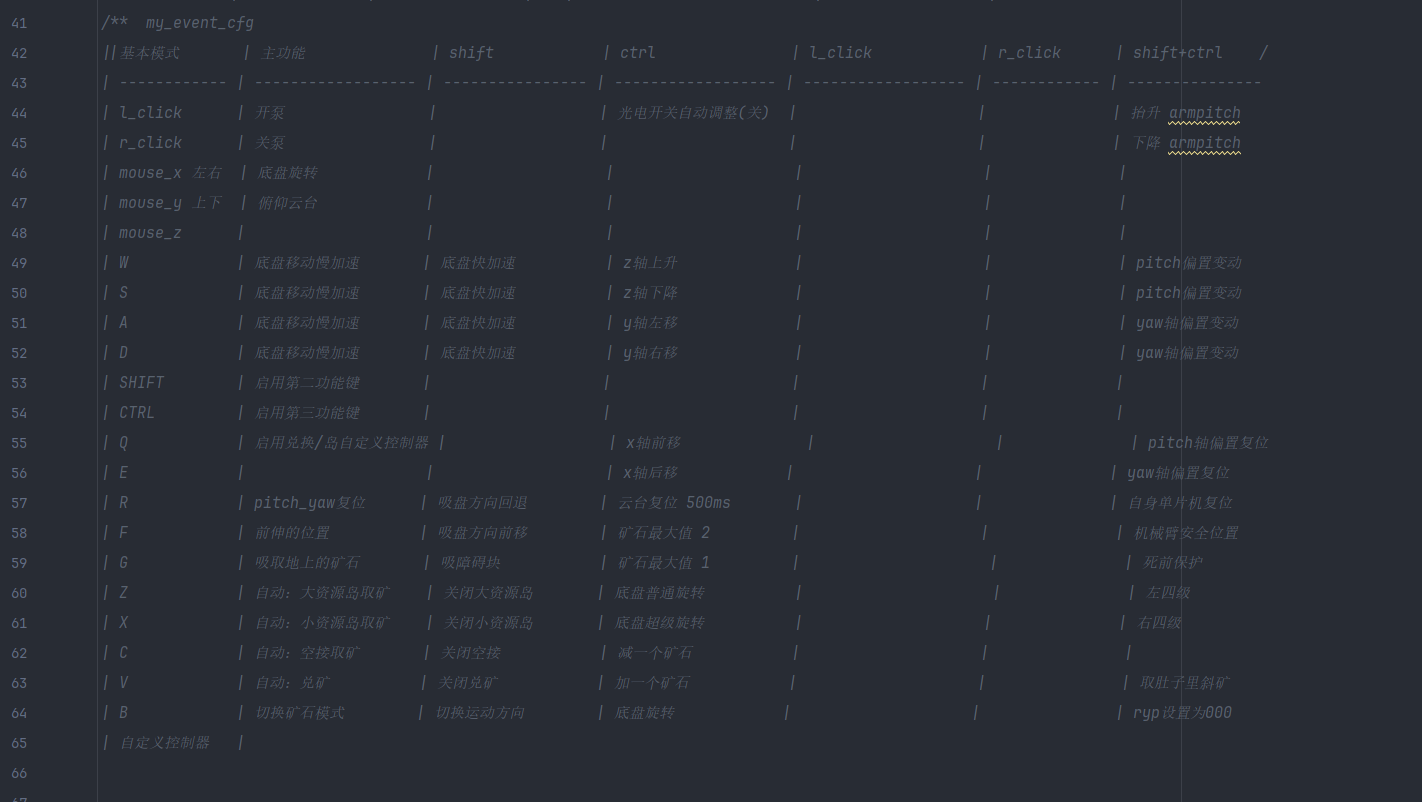 41 /**  my_event_cfg
42 ||基本模式 | 主功能 | shift | ctrl | l_click | r_click | shift+ctrl /
43 | ------------ | ------------------ | ---------------- | ------------------ | ------------------ | ------------ | ---------------
44 | l_click | 开泵 | | 光电开关自动调整(关) | | | 抬升 armpitch
45 | r_click | 关泵 | | | | | 下降 armpitch
46 | mouse_x 左右 | 底盘旋转 | | | | |
47 | mouse_y 上下 | 俯仰云台 | | | | |
48 | mouse_z | | | | | |
49 | W | 底盘移动慢加速 | 底盘快加速 | z轴上升 | | | pitch偏置变动
50 | S | 底盘移动慢加速 | 底盘快加速 | z轴下降 | | | pitch偏置变动
51 | A | 底盘移动慢加速 | 底盘快加速 | y轴左移 | | | yaw轴偏置变动
52 | D | 底盘移动慢加速 | 底盘快加速 | y轴右移 | | | yaw轴偏置变动
53 | SHIFT | 启用第二功能键 | | | | |
54 | CTRL | 启用第三功能键 | | | | |
55 | Q | 启用兑换/岛自定义控制器 | | x轴前移 | | | pitch轴偏置复位
56 | E | | | x轴后移 | | | yaw轴偏置复位
57 | R | pitch_yaw复位 | 吸盘方向回退 | 云台复位 500ms | | | 自身单片机复位
58 | F | 前伸的位置 | 吸盘方向前移 | 矿石最大值 2 | | | 机械臂安全位置
59 | G | 吸取地上的矿石 | 吸障碍块 | 矿石最大值 1 | | | 死前保护
60 | Z | 自动: 大资源岛取矿 | 关闭大资源岛 | 底盘普通旋转 | | | 左四级
61 | X | 自动: 小资源岛取矿 | 关闭小资源岛 | 底盘超级旋转 | | | 右四级
62 | C | 自动: 空接取矿 | 关闭空接 | 减一个矿石 | | |
63 | V | 自动: 兑矿 | 关闭兑矿 | 加一个矿石 | | | 取肚子里斜矿
64 | B | 切换矿石模式 | 切换运动方向 | 底盘旋转 | | | ryp设置为000
65 | 自定义控制器 |
66